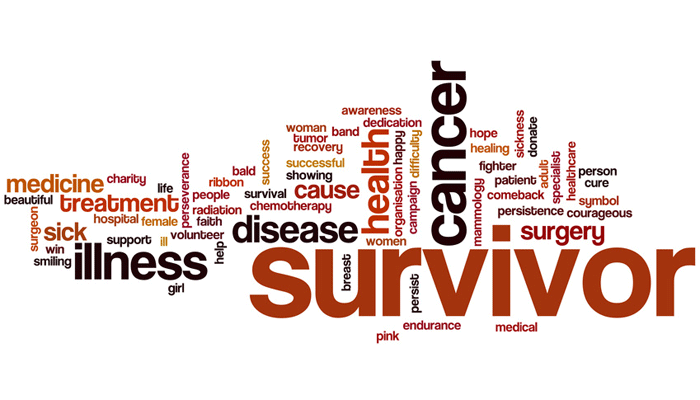 awareness
woman
band
dedication
tumor
recovery
health
happy
difficulty
organisation
campaign
cancer
hope
healing
sickness
donate
success
successful
showing
cause
fighter
patient
adult
specialist
healthcare
person
cure
medicine
charity
life
perseverance
bald
ribbon
people
survival
comeback
mammology
symbol
beautiful
treatment
radiation
chemotherapy
persistence
courageous
surgeon
hospital
female
faith
sick
disease
women
surgery
win
support
ill
volunteer
help
smiling
illness
survivor
breast
persist
girl
endurance
medical
pink